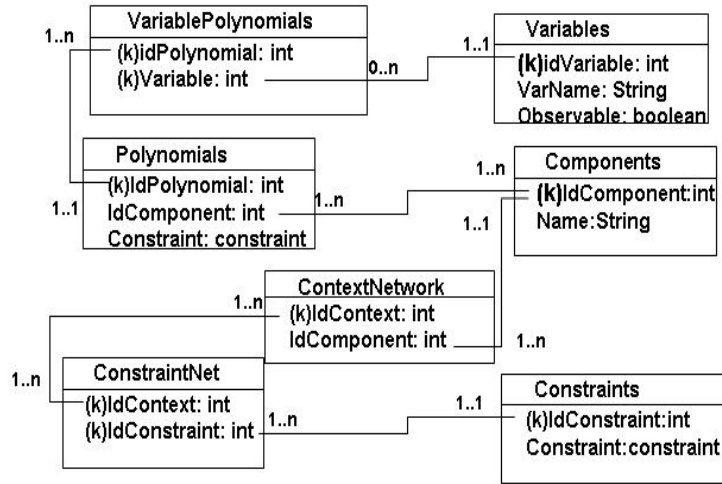 VariablePolynomials
1..n
(k)idPolynomial: int
(k)Variable: int
0..n
1..1
Variables
(k)idVariable: int
VarName: String
Observable: boolean
Polynomials
(k)IdPolynomial: int
IdComponent: int
Constraint: constraint
1..1
1..n
1..n
Components
(k)IdComponent:int
Name:String
1..1
ContextNetwork
1..n
(k)IdContext: int
IdComponent: int
1..n
1..n
ConstraintNet
(k)IdContext: int
(k)IdConstraint: int
1..n
1..1
Constraints
(k)IdConstraint:int
Constraint:constraint